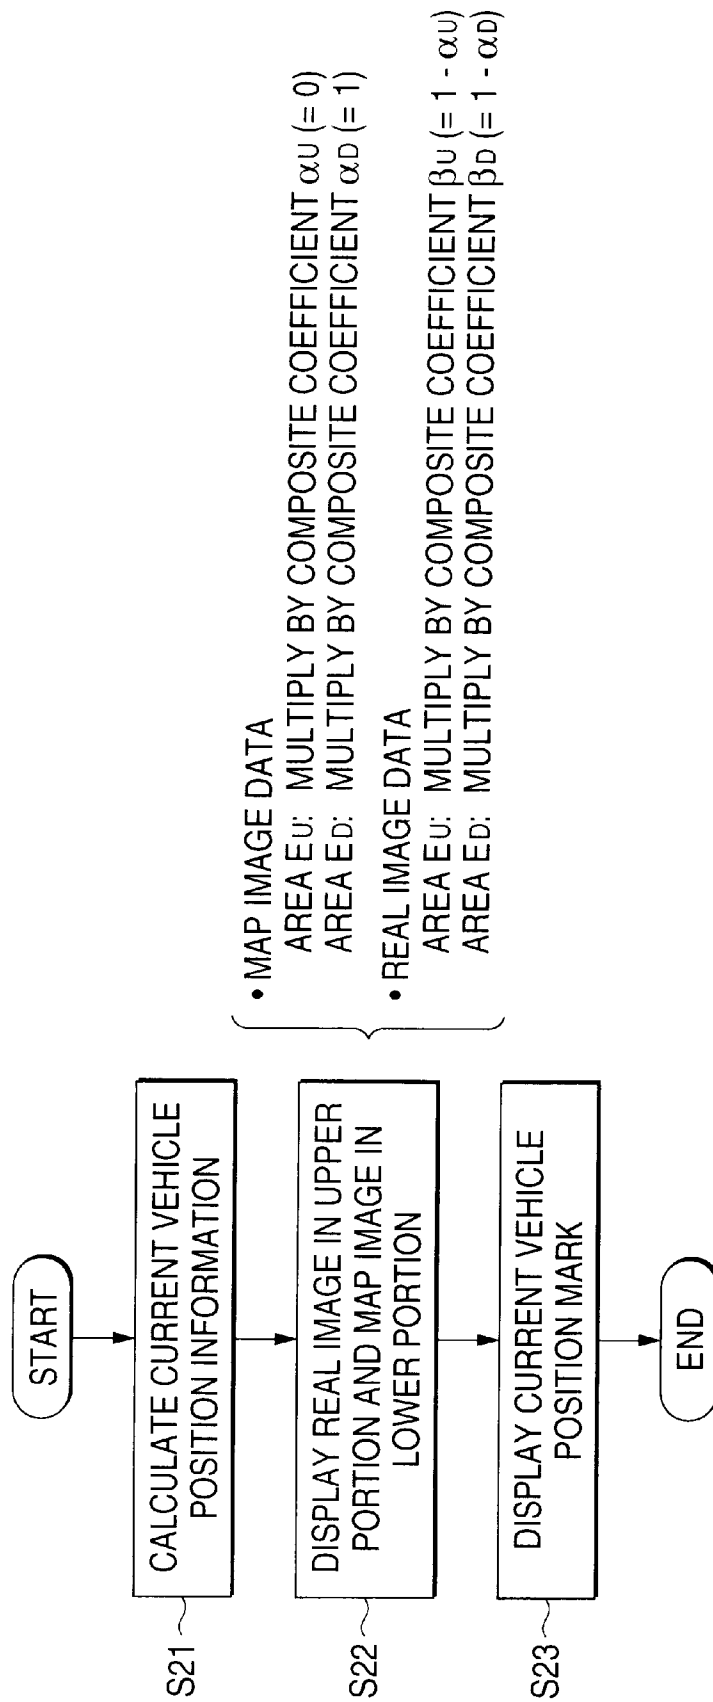 START
S21
CALCULATE CURRENT VEHICLE
POSITION INFORMATION
S22
DISPLAY REAL IMAGE IN UPPER
PORTION AND MAP IMAGE IN
LOWER PORTION
• MAP IMAGE DATA
AREA EU: MULTIPLY BY COMPOSITE COEFFICIENT αU (= 0)
AREA ED: MULTIPLY BY COMPOSITE COEFFICIENT αD (= 1)
• REAL IMAGE DATA
AREA EU: MULTIPLY BY COMPOSITE COEFFICIENT βU (= 1 - αU)
AREA ED: MULTIPLY BY COMPOSITE COEFFICIENT βD (= 1 - αD)
S23
DISPLAY CURRENT VEHICLE
POSITION MARK
END